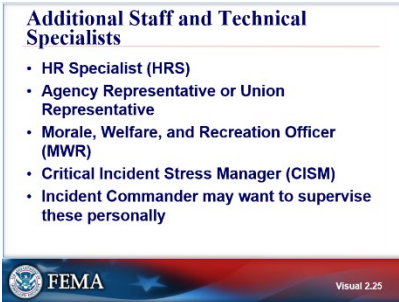 Additional Staff and Technical
Specialists
• HR Specialist (HRS)
• Agency Representative or Union
Representative
• Morale, Welfare, and Recreation Officer
(MWR)
• Critical Incident Stress Manager (CISM)
• Incident Commander may want to supervise
these personally
FEMA
Visual 2.25